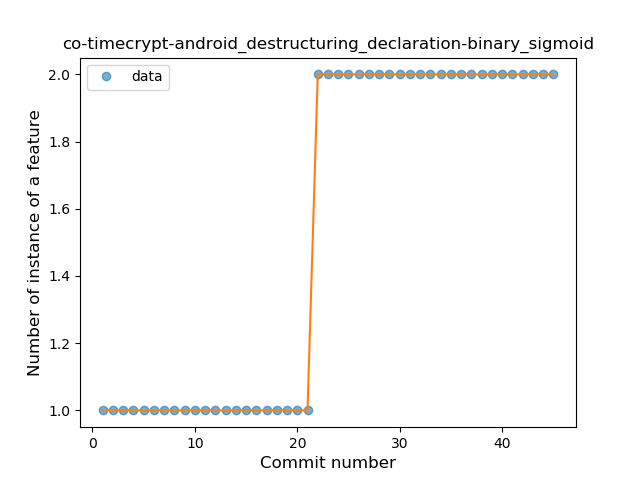 co-timecrypt-android_destructuring_declaration-binary_sigmoid
data
Number of instance of a feature
2.0
1.8
1.6
1.4
1.2
1.0
0
10
20
30
40
Commit number